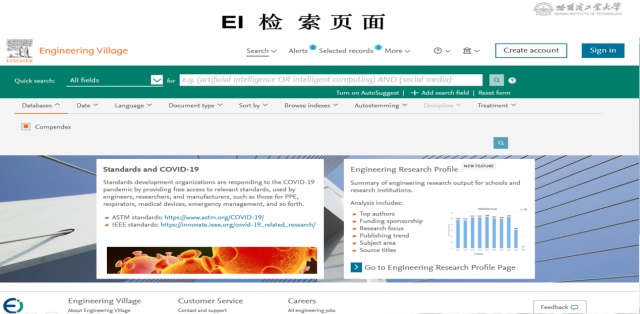 EI 检索页面
哈尔滨工业大学
HARBIN INSTITUTE OF TECHNOLOGY
ELSEVIER
Engineering Village
Search
Alerts
Selected records
More
Create account
Sign in
Quick search:
All fields
for
e.g. (artificial intelligence OR intelligent computing) AND (social media)
Turn on AutoSuggest | + Add search field | Reset form
Databases
Date
Language
Document type
Sort by
Browse indexes
Autostemming
Discipline
Treatment
Compendex
Standards and COVID-19
Standards development organizations are responding to the COVID-19
pandemic by providing free access to relevant standards, used by
engineers, researchers, and manufacturers, such as those for PPE,
respirators, medical devices, emergency management, and so forth.
ASTM standards: https://www.astm.org/COVID-19/
IEEE standards: https://innovate.ieee.org/covid-19_related_research/
Engineering Research Profile
NEW FEATURE
Summary of engineering research output for schools and
research institutions.
Analysis includes:
Top authors
Funding sponsorship
Research focus
Publishing trend
Subject area
Source titles
Go to Engineering Research Profile Page
Engineering Village
About Engineering Village
Customer Service
Contact and support
Careers
All engineering jobs
Feedback